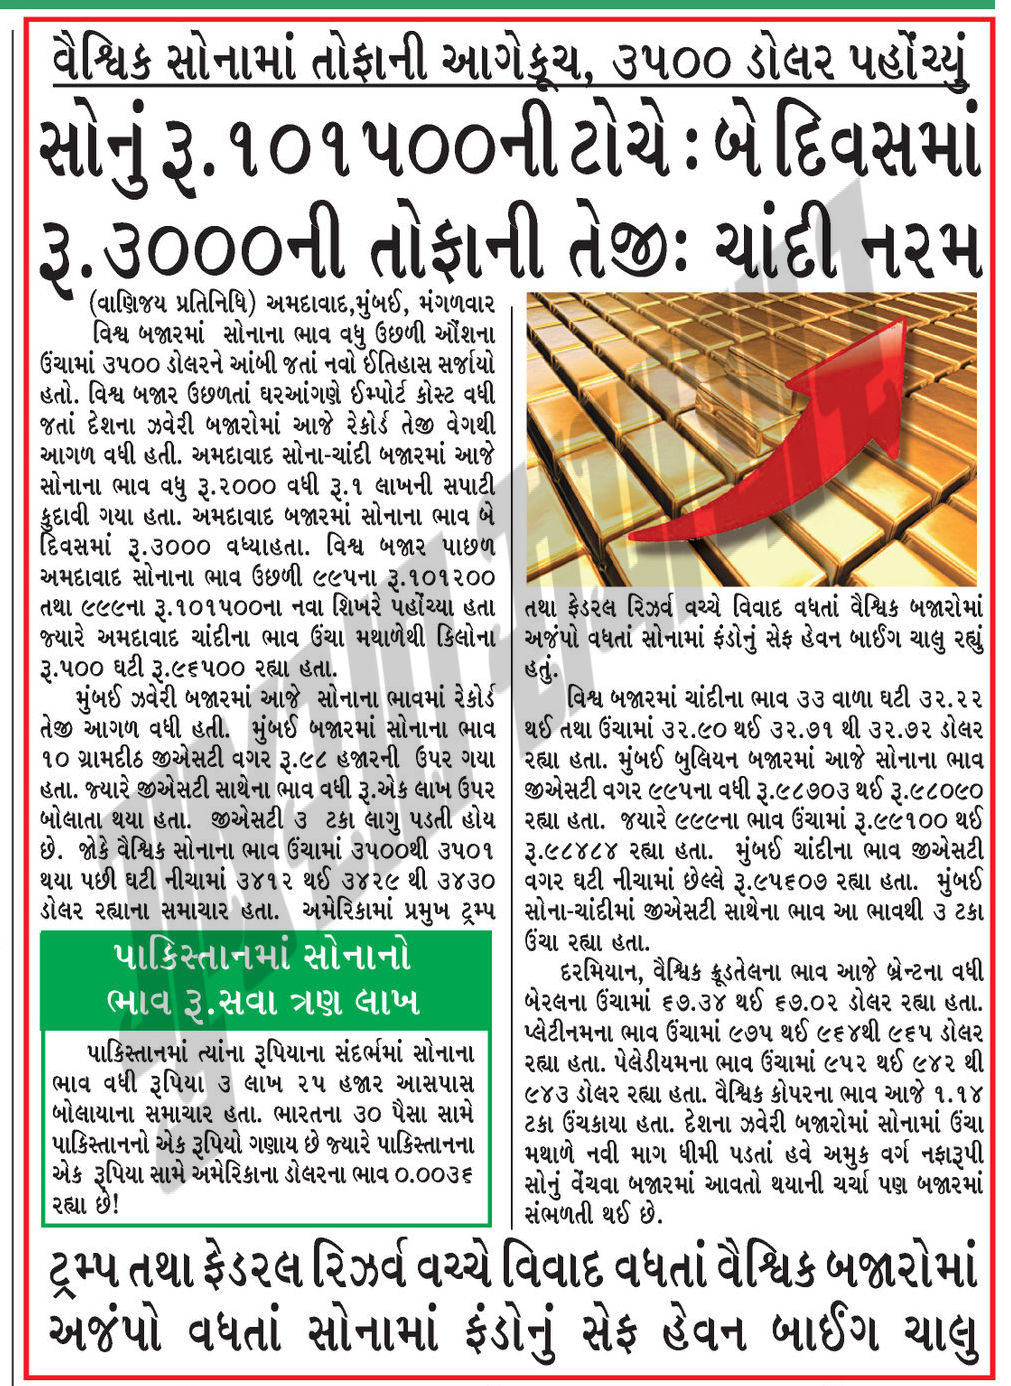 વૈશ્વિક સોનામાં તોફાની આગેકૂચ, ૩૫૦૦ ડોલર પહોંચ્યું
સોનું રૂ.૧૦૧૫૦૦ની ટોચે : બે દિવસમાં
રૂ.૩૦૦૦ની તોફાની તેજીઃ ચાંદી નરમ
(વાણિજય પ્રતિનિધિ) અમદાવાદ,મુંબઈ, મંગળવાર
વિશ્વ બજારમાં સોનાના ભાવ વધુ ઉછળી ઔંશના
ઉંચામાં ૩૫૦૦ ડોલરને આંબી જતાં નવો ઈતિહાસ સર્જાયો
હતો. વિશ્વ બજાર ઉછળતાં ઘરઆંગણે ઈમ્પોર્ટ કોસ્ટ વધી
જતાં દેશના ઝવેરી બજારોમાં આજે રેકોર્ડ તેજી વેગથી
આગળ વધી હતી. અમદાવાદ સોના-ચાંદી બજારમાં આજે
સોનાના ભાવ વધુ રૂ.૨૦૦૦ વધી રૂ.૧ લાખની સપાટી
કુદાવી ગયા હતા. અમદાવાદ બજારમાં સોનાના ભાવ બે
દિવસમાં રૂ.૩૦૦૦ વધ્યાહતા. વિશ્વ બજાર પાછળ
અમદાવાદ સોનાના ભાવ ઉછળી ૯૯૫ના રૂ.૧૦૧૨૦૦
તથા ૯૯૯ના રૂ.૧૦૧૫૦૦ના નવા શિખરે પહોંચ્યા હતા
જ્યારે અમદાવાદ ચાંદીના ભાવ ઉંચા મથાળેથી કિલોના
રૂ.૫૦૦ ઘટી રૂ.૯૬૫૦૦ રહ્યા હતા.
મુંબઈ ઝવેરી બજારમાં આજે સોનાના ભાવમાં રેકોર્ડ
તેજી આગળ વધી હતી. મુંબઈ બજારમાં સોનાના ભાવ
૧૦ ગ્રામદીઠ જીએસટી વગર રૂ.૯૮ હજારની ઉપર ગયા
હતા. જ્યારે જીએસટી સાથેના ભાવ વધી રૂ.એક લાખ ઉપર
બોલાતા થયા હતા. જીએસટી ૩ ટકા લાગુ પડતી હોય
છે. જોકે વૈશ્વિક સોનાના ભાવ ઉંચામાં ૩૫૦૦થી ૩૫૦૧
થયા પછી ઘટી નીચામાં ૩૪૧૨ થઈ ૩૪૨૯ થી ૩૪૩૦
ડોલર રહ્યાના સમાચાર હતા. અમેરિકામાં પ્રમુખ ટ્રમ્પ
પાકિસ્તાનમાં સોનાનો
ભાવ રૂ.સવા ત્રણ લાખ
પાકિસ્તાનમાં ત્યાંના રૂપિયાના સંદર્ભમાં સોનાના
ભાવ વધી રૂપિયા ૩ લાખ ૨૫ હજાર આસપાસ
બોલાયાના સમાચાર હતા. ભારતના ૩૦ પૈસા સામે
પાકિસ્તાનનો એક રૂપિયો ગણાય છે જ્યારે પાકિસ્તાનના
એક રૂપિયા સામે અમેરિકાના ડોલરના ભાવ ૦.૦૦૩૬
રહ્યા છે!
તથા ફેડરલ રિઝર્વ વચ્ચે વિવાદ વધતાં વૈશ્વિક બજારોમાં
અજંપો વધતાં સોનામાં ફંડોનું સેફ હેવન બાઈંગ ચાલુ રહ્યું
હતું.
વિશ્વ બજારમાં ચાંદીના ભાવ ૩૩ વાળા ઘટી ૩૨.૨૨
થઈ તથા ઉંચામાં ૩૨.૯૦ થઈ ૩૨.૭૧ થી ૩૨.૭૨ ડોલર
રહ્યા હતા. મુંબઈ બુલિયન બજારમાં આજે સોનાના ભાવ
જીએસટી વગર ૯૯૫ના વધી રૂ.૯૮૭૦૩ થઈ રૂ.૯૮૦૯૦
રહ્યા હતા. જયારે ૯૯૯ના ભાવ ઉંચામાં રૂ.૯૯૧૦૦ થઈ
રૂ.૯૮૪૮૪ રહ્યા હતા. મુંબઈ ચાંદીના ભાવ જીએસટી
વગર ઘટી નીચામાં છેલ્લે રૂ.૯૫૬૦૭ રહ્યા હતા. મુંબઈ
સોના-ચાંદીમાં જીએસટી સાથેના ભાવ આ ભાવથી ૩ ટકા
ઉંચા રહ્યા હતા.
દરમિયાન, વૈશ્વિક ક્રૂડતેલના ભાવ આજે બ્રેન્ટના વધી
બેરલના ઉંચામાં ૬૭.૩૪ થઈ ૬૭.૦૨ ડોલર રહ્યા હતા.
પ્લેટીનમના ભાવ ઉંચામાં ૯૭૫ થઈ ૯૬૪થી ૯૬૫ ડોલર
રહ્યા હતા. પેલેડીયમના ભાવ ઉંચામાં ૯૫૨ થઈ ૯૪૨ થી
૯૪૩ ડોલર રહ્યા હતા. વૈશ્વિક કોપરના ભાવ આજે ૧.૧૪
ટકા ઉંચકાયા હતા. દેશના ઝવેરી બજારોમાં સોનામાં ઉંચા
મથાળે નવી માગ ધીમી પડતાં હવે અમુક વર્ગ નફારૂપી
સોનું વેંચવા બજારમાં આવતો થયાની ચર્ચા પણ બજારમાં
સંભળાતી થઈ છે.
ટ્રમ્પ તથા ફેડરલ રિઝર્વ વચ્ચે વિવાદ વધતાં વૈશ્વિક બજારોમાં
અજંપો વધતાં સોનામાં ફંડોનું સેફ હેવન બાઈંગ ચાલુ